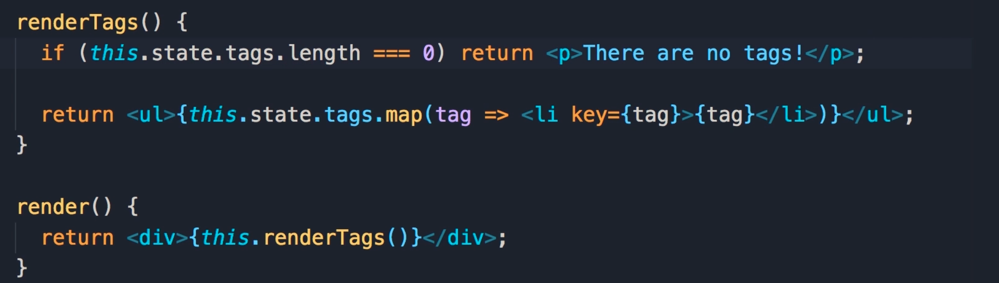 renderTags() {
if (this.state.tags.length === 0) return <p>There are no tags!</p>;
return <ul>{this.state.tags.map(tag => <li key={tag}>{tag}</li>)}</ul>;
}
render() {
return <div>{this.renderTags()}</div>;
}